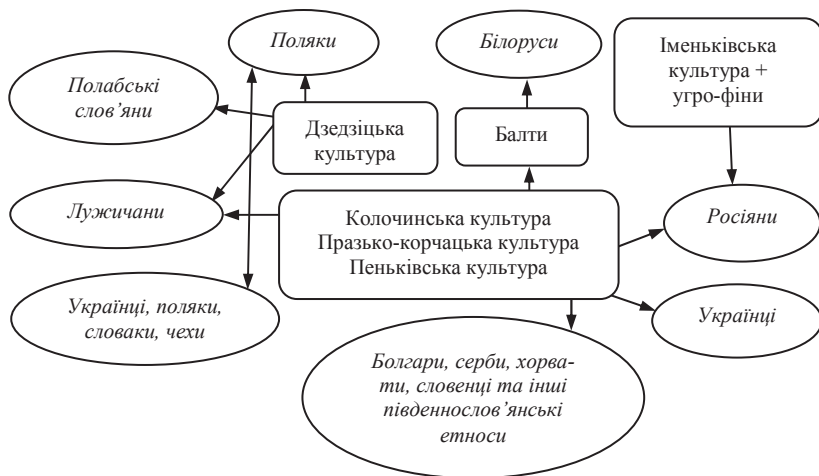 Поляки
Білоруси
Іменьківська
культура +
угро-фіни
Полабські
слов’яни
Дзедзіцька
культура
Балти
Лужичани
Колочинська культура
Празько-корчацька культура
Пеньківська культура
Росіяни
Українці, поляки,
словаки, чехи
Українці
Болгари, серби, хорва-
ти, словенці та інші
південнослов’янські
етноси